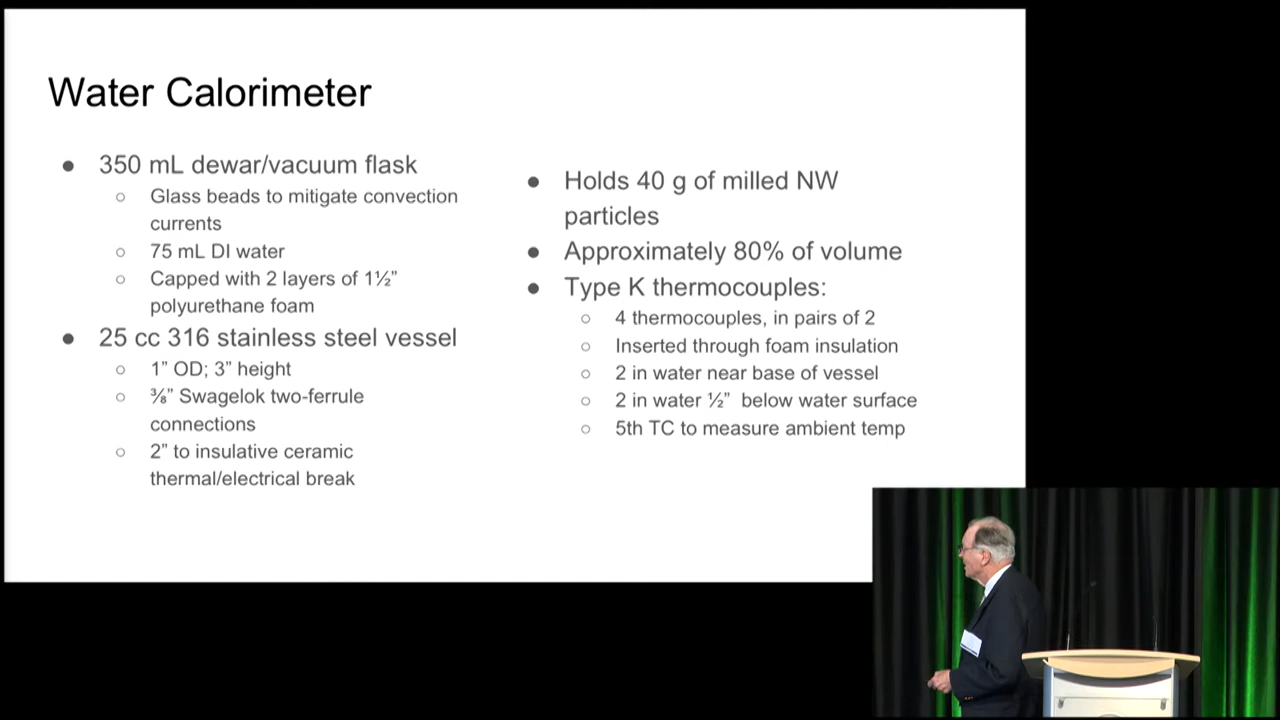 Water Calorimeter
● 350 mL dewar/vacuum flask
○ Glass beads to mitigate convection
currents
○ 75 mL DI water
○ Capped with 2 layers of 1½”
polyurethane foam
● 25 cc 316 stainless steel vessel
○ 1” OD; 3” height
○ ⅜” Swagelok two-ferrule
connections
○ 2” to insulative ceramic
thermal/electrical break
● Holds 40 g of milled NW
particles
● Approximately 80% of volume
● Type K thermocouples:
○ 4 thermocouples, in pairs of 2
○ Inserted through foam insulation
○ 2 in water near base of vessel
○ 2 in water ½” below water surface
○ 5th TC to measure ambient temp